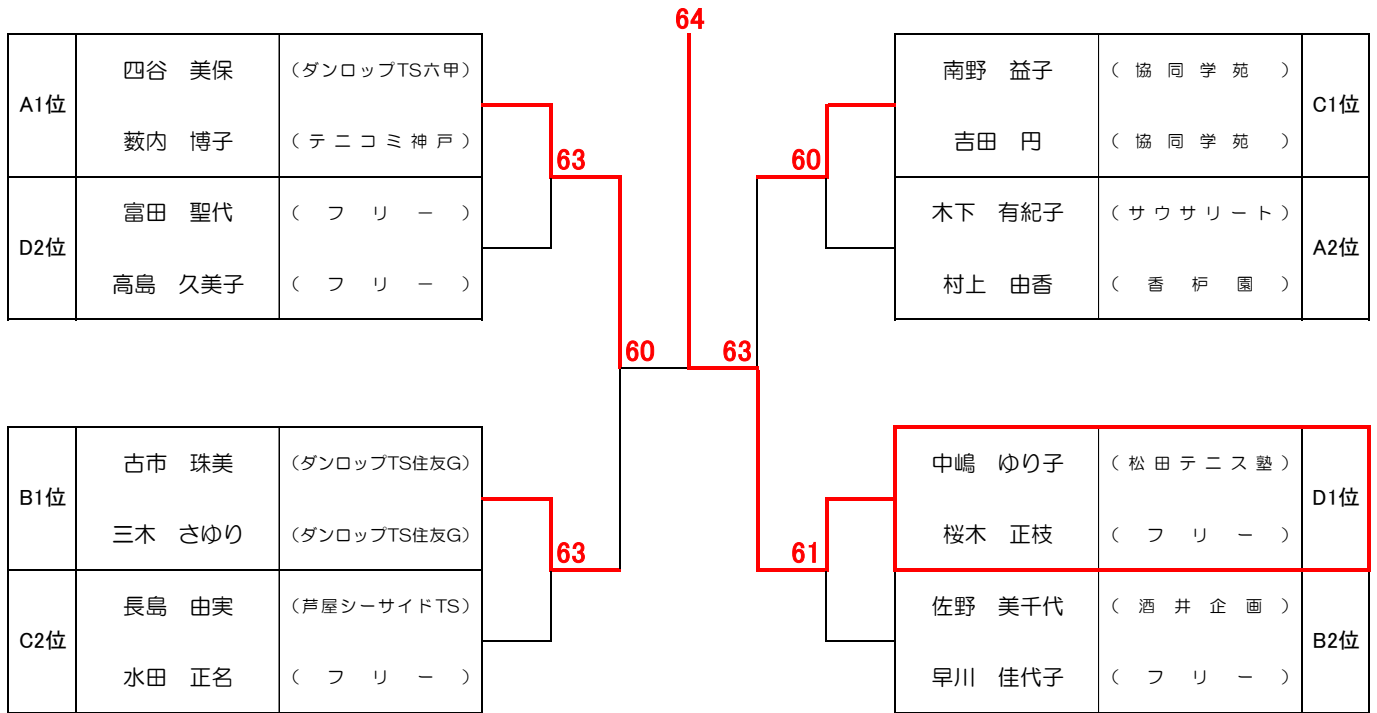 64
A1位
四谷 美保 (ダンロップTS六甲)
薮内 博子 (テニコミ神戸)
63
D2位
富田 聖代 (フリー)
高島 久美子 (フリー)
60
B1位
古市 珠美 (ダンロップTS住友G)
三木 さゆり (ダンロップTS住友G)
63
C2位
長島 由実 (芦屋シーサイドTS)
水田 正名 (フリー)
南野 益子 (協同学苑)
吉田 円 (協同学苑)
C1位
60
木下 有紀子 (サウサリート)
村上 由香 (香枦園)
A2位
63
中嶋 ゆり子 (松田テニス塾)
桜木 正枝 (フリー)
D1位
61
佐野 美千代 (酒井企画)
早川 佳代子 (フリー)
B2位